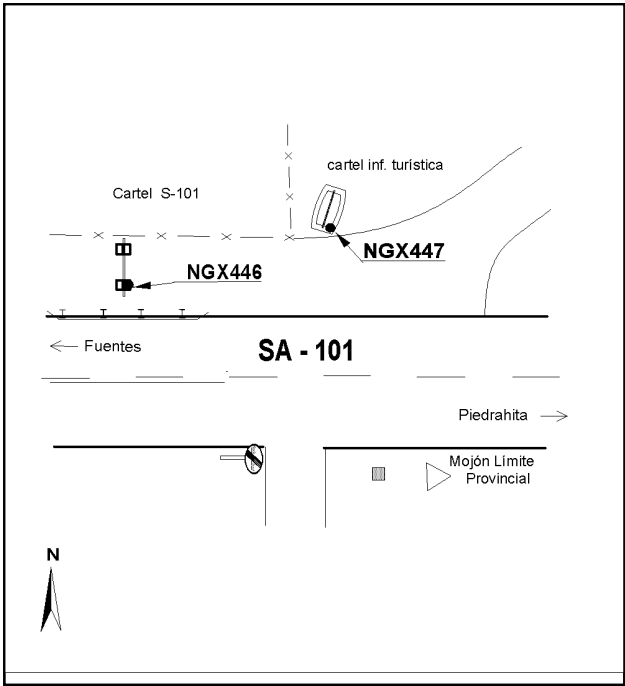 cartel inf. turística
Cartel S-101
NGX447
NGX446
Fuentes
SA - 101
Piedrahita
Mojón Límite
Provincial
N